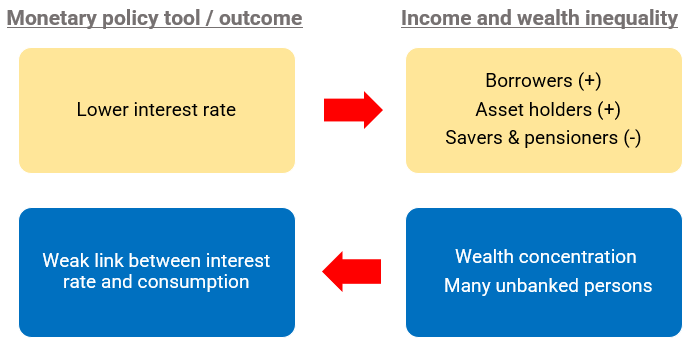 Monetary policy tool / outcome
Income and wealth inequality
Lower interest rate
Borrowers (+)
Asset holders (+)
Savers & pensioners (-)
Weak link between interest
rate and consumption
Wealth concentration
Many unbanked persons